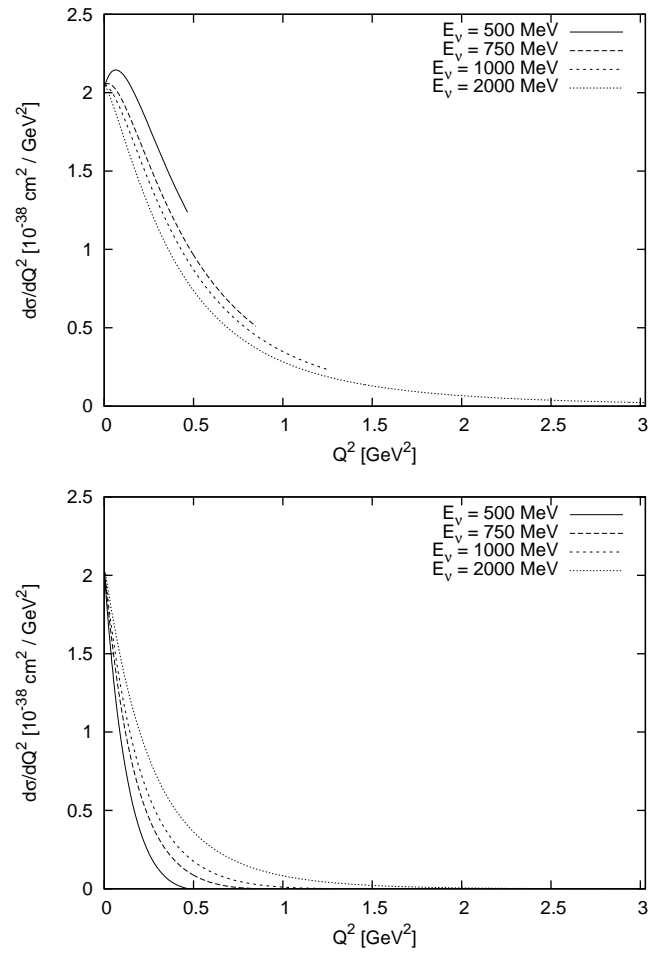 2.5
2
1.5
1
0.5
0
dσ/dQ² [10⁻³⁸ cm² / GeV²]
E_ν = 500 MeV
E_ν = 750 MeV
E_ν = 1000 MeV
E_ν = 2000 MeV
0 0.5 1 1.5 2 2.5 3
Q² [GeV²]
2.5
2
1.5
1
0.5
0
dσ/dQ² [10⁻³⁸ cm² / GeV²]
E_ν = 500 MeV
E_ν = 750 MeV
E_ν = 1000 MeV
E_ν = 2000 MeV
0 0.5 1 1.5 2 2.5 3
Q² [GeV²]